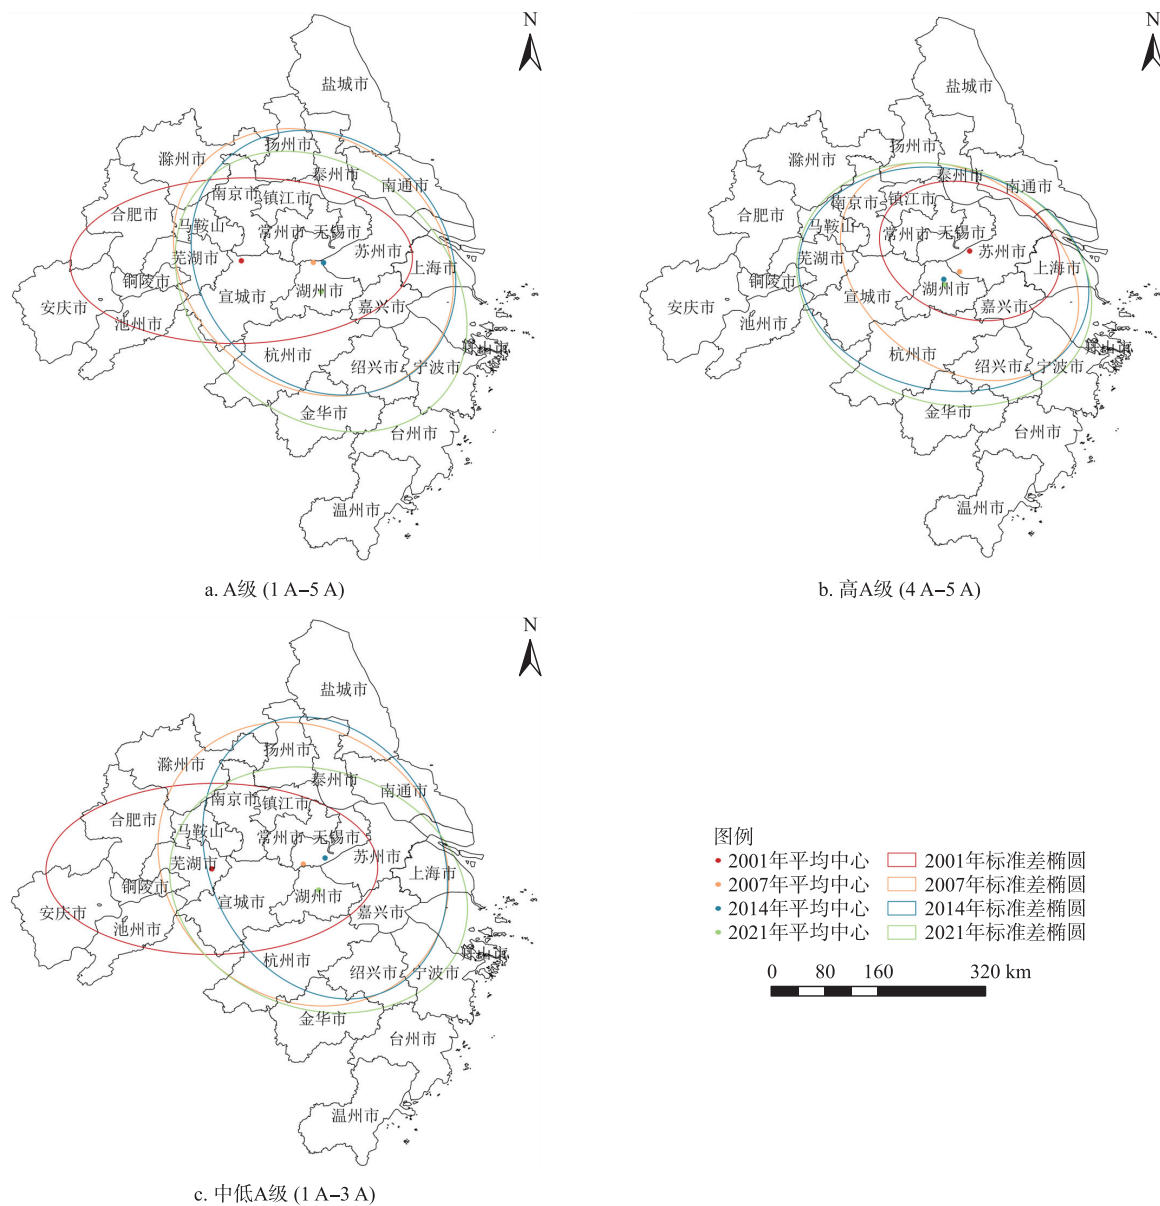 N
盐城市
扬州市
滁州市
泰州市
南京市
南通市
镇江市
合肥市
马鞍山
常州市
无锡市
苏州市
芜湖市
上海市
铜陵市
宣城市
湖州市
安庆市
嘉兴市
池州市
杭州市
绍兴市
宁波市
金华市
台州市
温州市
a. A级 (1 A–5 A)
N
盐城市
扬州市
滁州市
泰州市
南通市
镇江市
南京市
合肥市
马鞍山
常州市
无锡市
苏州市
芜湖市
上海市
铜陵市
湖州市
宣城市
安庆市
嘉兴市
池州市
杭州市
绍兴市
宁波市
金华市
台州市
温州市
b. 高A级 (4 A–5 A)
N
盐城市
扬州市
滁州市
泰州市
南通市
南京市
镇江市
合肥市
马鞍山
常州市
无锡市
苏州市
芜湖市
上海市
铜陵市
湖州市
宣城市
安庆市
嘉兴市
池州市
杭州市
绍兴市
宁波市
金华市
台州市
温州市
c. 中低A级 (1 A–3 A)
图例
2001年平均中心 2001年标准差椭圆
2007年平均中心 2007年标准差椭圆
2014年平均中心 2014年标准差椭圆
2021年平均中心 2021年标准差椭圆
0 80 160 320 km